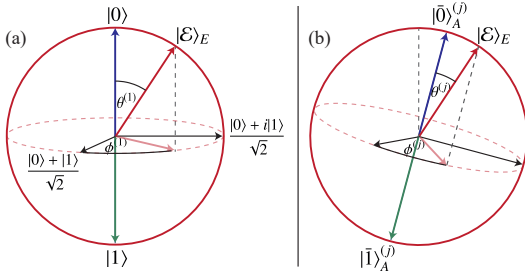 (a)
|0⟩
|ℰ⟩_E
θ^(1)
ϕ^(1)
|0⟩ + i|1⟩
√2
|0⟩ + |1⟩
√2
|1⟩
(b)
|0̄⟩_A^(j)
|ℰ⟩_E
θ^(j)
ϕ^(j)
|1̄⟩_A^(j)